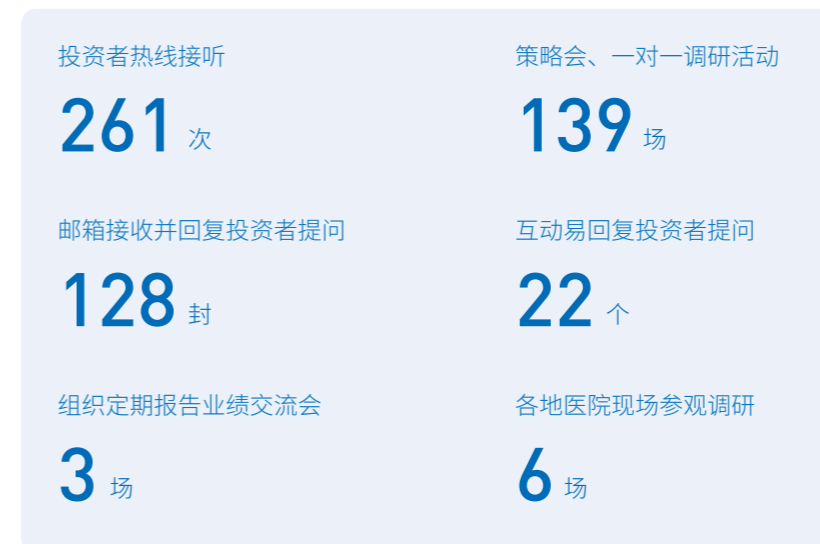 投资者热线接听
261 次
策略会、一对一调研活动
139 场
邮箱接收并回复投资者提问
128 封
互动易回复投资者提问
22 个
组织定期报告业绩交流会
3 场
各地医院现场参观调研
6 场